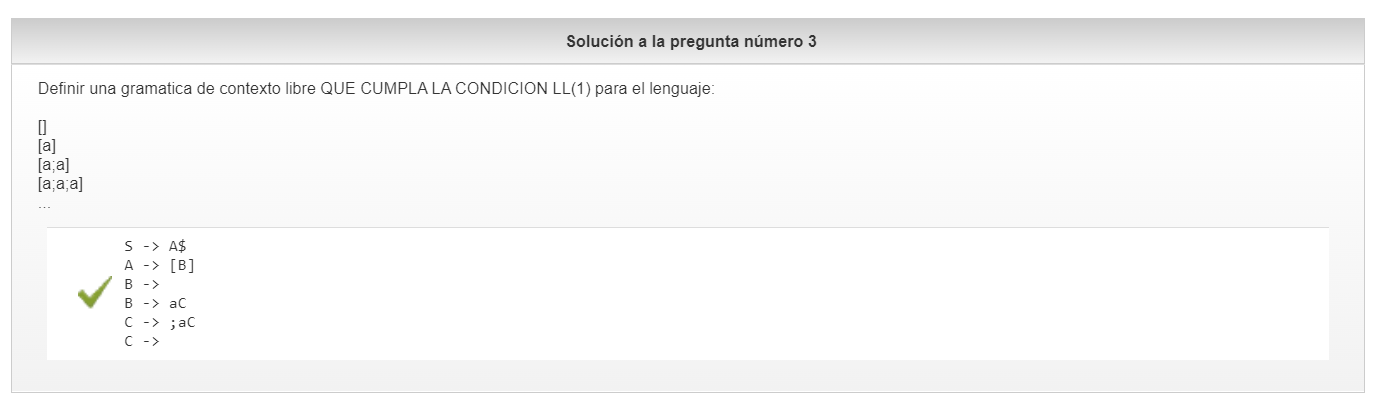 Solución a la pregunta número 3
Definir una gramatica de contexto libre QUE CUMPLA LA CONDICION LL(1) para el lenguaje:
[]
[a]
[a;a]
[a;a;a]
...
S -> A$
A -> [B]
B ->
B -> aC
C -> ;aC
C ->